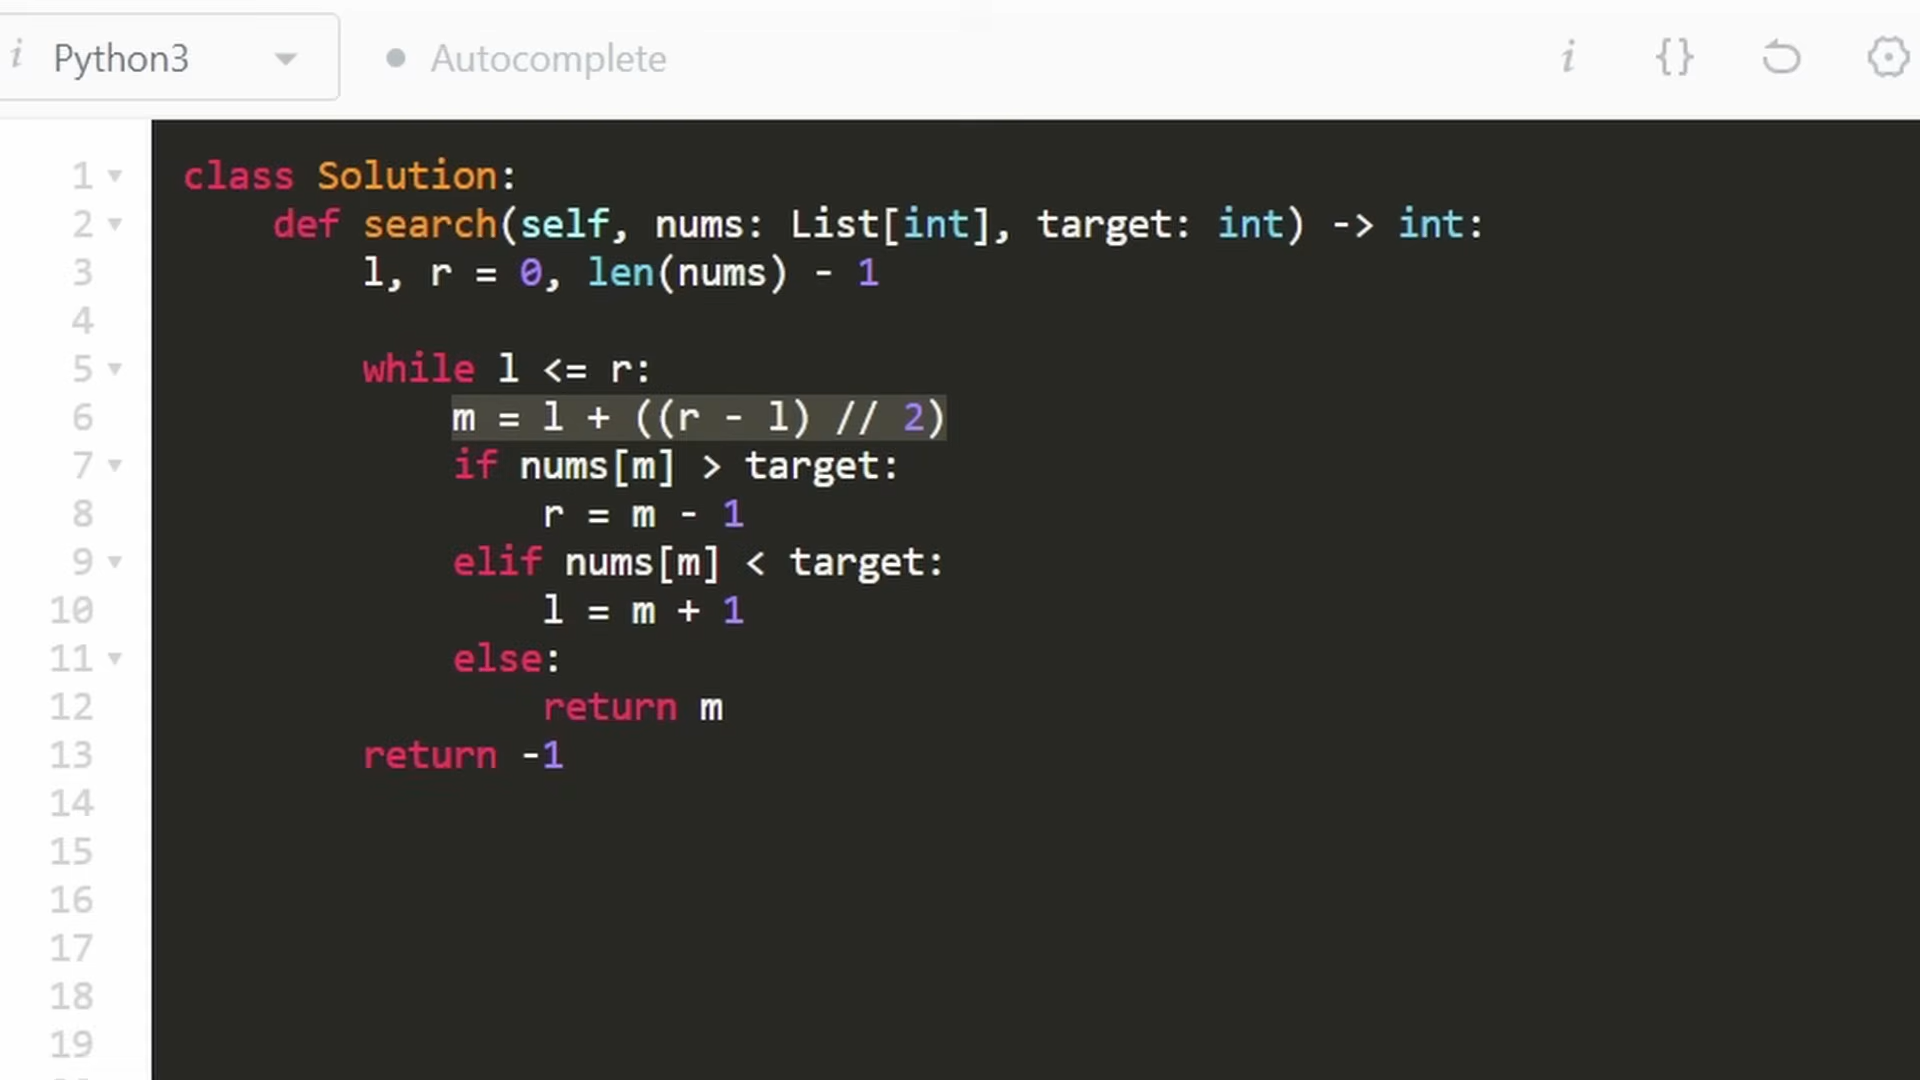 i Python3 Autocomplete i {}
1 class Solution:
2     def search(self, nums: List[int], target: int) -> int:
3         l, r = 0, len(nums) - 1
4
5         while l <= r:
6             m = l + ((r - l) // 2)
7             if nums[m] > target:
8                 r = m - 1
9             elif nums[m] < target:
10                 l = m + 1
11             else:
12                 return m
13         return -1
14
15
16
17
18
19